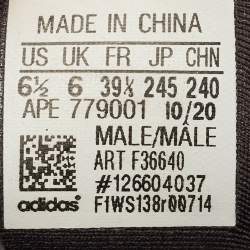 MADE IN CHINA
US UK FR JP CHN
6½ 6 39⅓ 245 240
APE 779001 10/20
MALE/MÂLE
ART F36640
#126604037
adidas F1WS138r00714